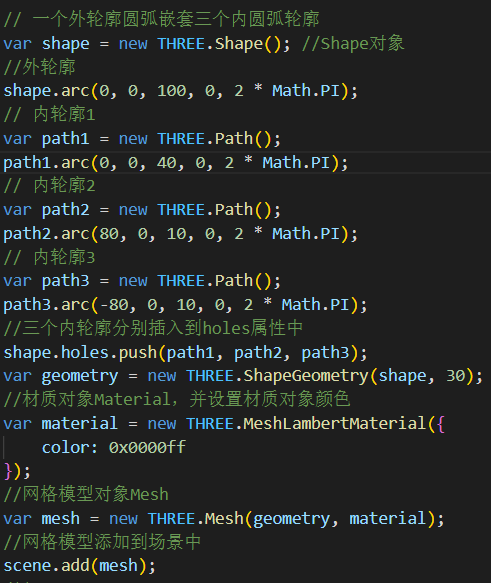 // 一个外轮廓圆弧嵌套三个内圆弧轮廓
var shape = new THREE.Shape(); //Shape对象
//外轮廓
shape.arc(0, 0, 100, 0, 2 * Math.PI);
// 内轮廓1
var path1 = new THREE.Path();
path1.arc(0, 0, 40, 0, 2 * Math.PI);
// 内轮廓2
var path2 = new THREE.Path();
path2.arc(80, 0, 10, 0, 2 * Math.PI);
// 内轮廓3
var path3 = new THREE.Path();
path3.arc(-80, 0, 10, 0, 2 * Math.PI);
//三个内轮廓分别插入到holes属性中
shape.holes.push(path1, path2, path3);
var geometry = new THREE.ShapeGeometry(shape, 30);
//材质对象Material，并设置材质对象颜色
var material = new THREE.MeshLambertMaterial({
    color: 0x0000ff
});
//网格模型对象Mesh
var mesh = new THREE.Mesh(geometry, material);
//网格模型添加到场景中
scene.add(mesh);